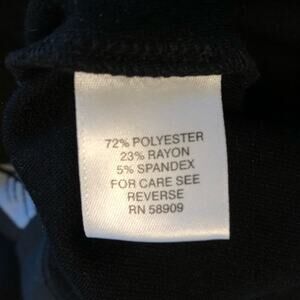 72% POLYESTER
23% RAYON
5% SPANDEX
FOR CARE SEE
REVERSE
RN 58909